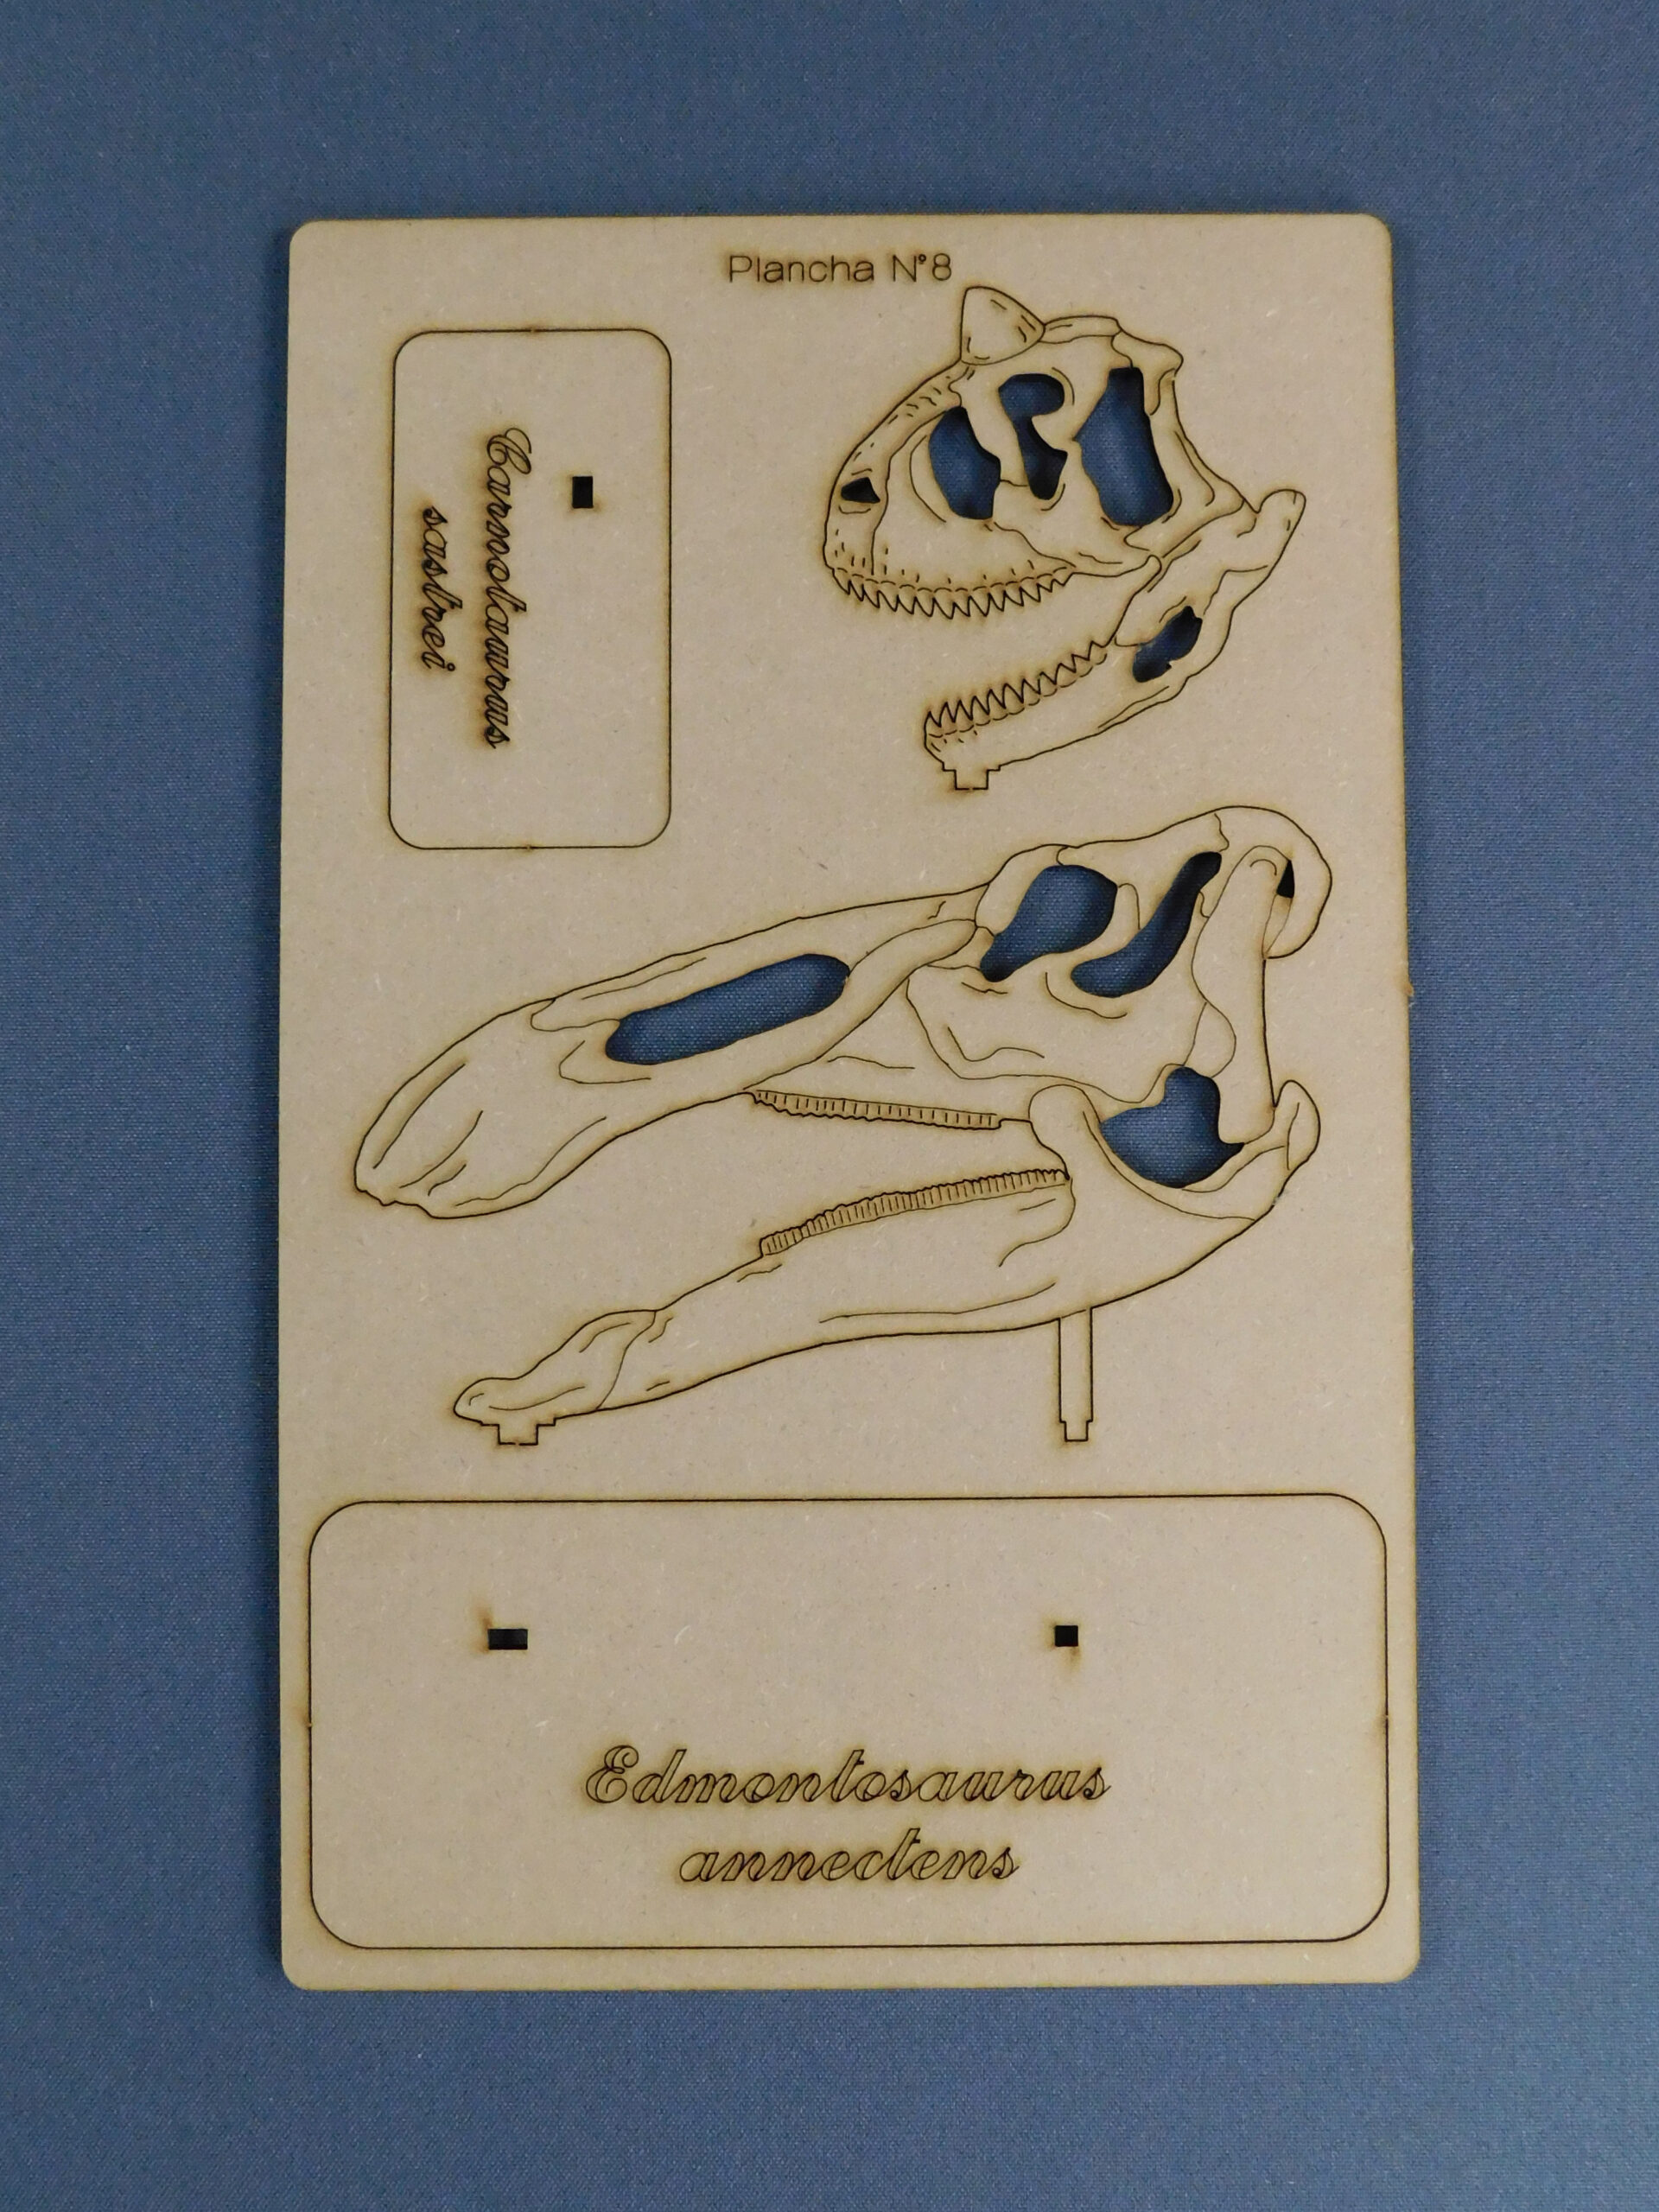 Plancha N°8
Carnotaurus
sastrei
Edmontosaurus
annectens